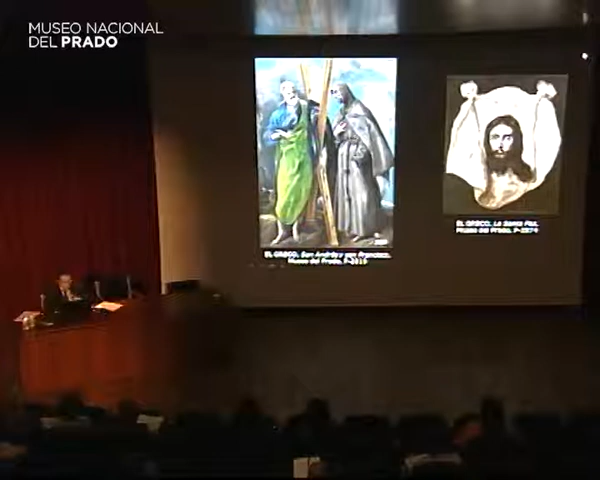 MUSEO NACIONAL
DEL PRADO
EL GRECO, San Andrés y san Francisco,
Museo del Prado, P-2819
EL GRECO, La Santa Faz,
Museo del Prado, P-2874